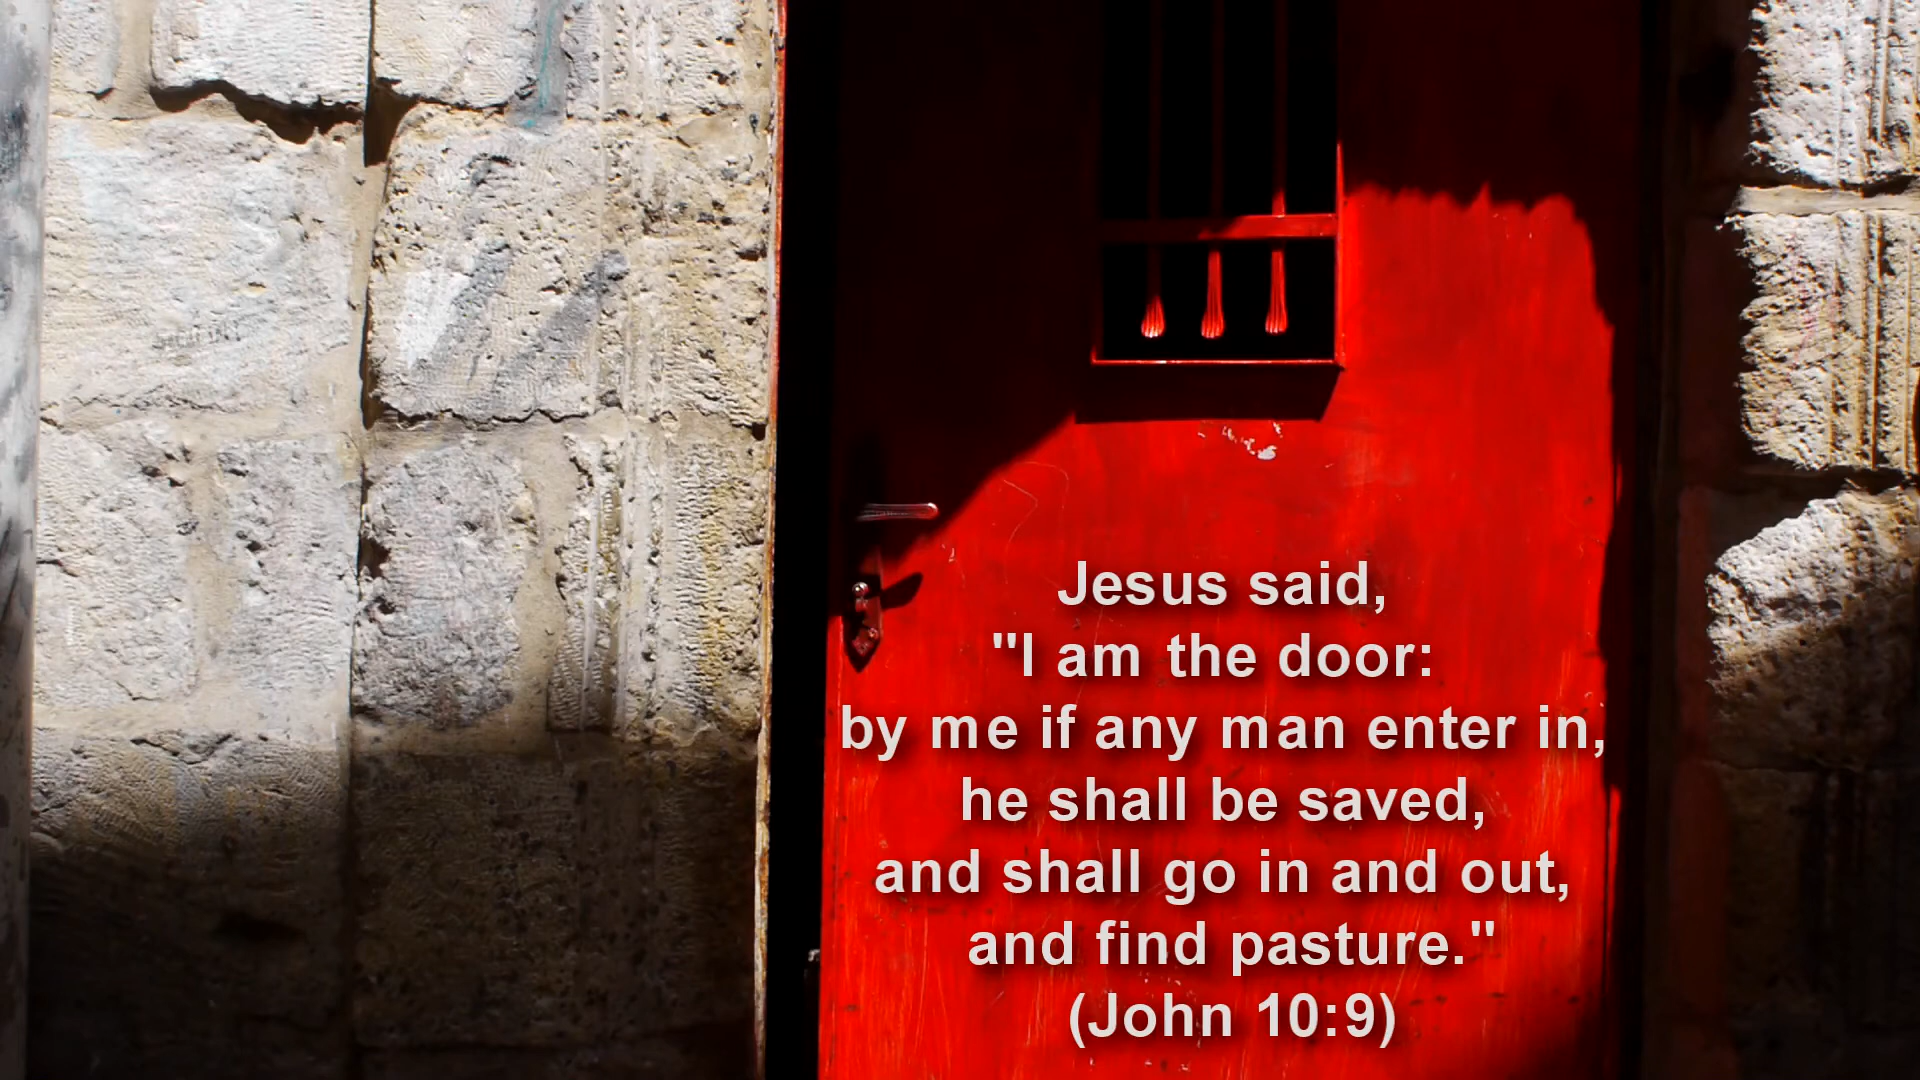 Jesus said,
"I am the door:
by me if any man enter in,
he shall be saved,
and shall go in and out,
and find pasture."
(John 10:9)